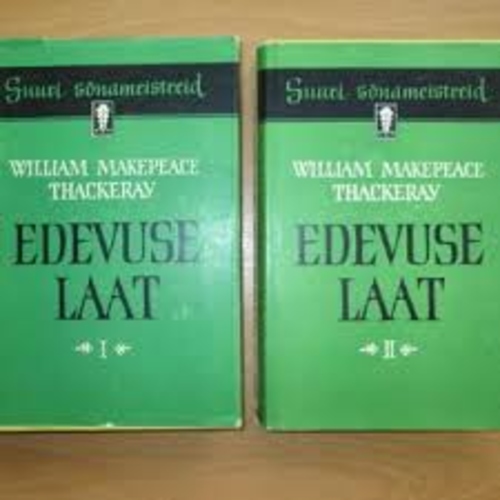 Suuri sõnameistreid
WILLIAM MAKEPEACE
THACKERAY
EDEVUSE
LAAT
I
Suuri sõnameistreid
WILLIAM MAKEPEACE
THACKERAY
EDEVUSE
LAAT
II